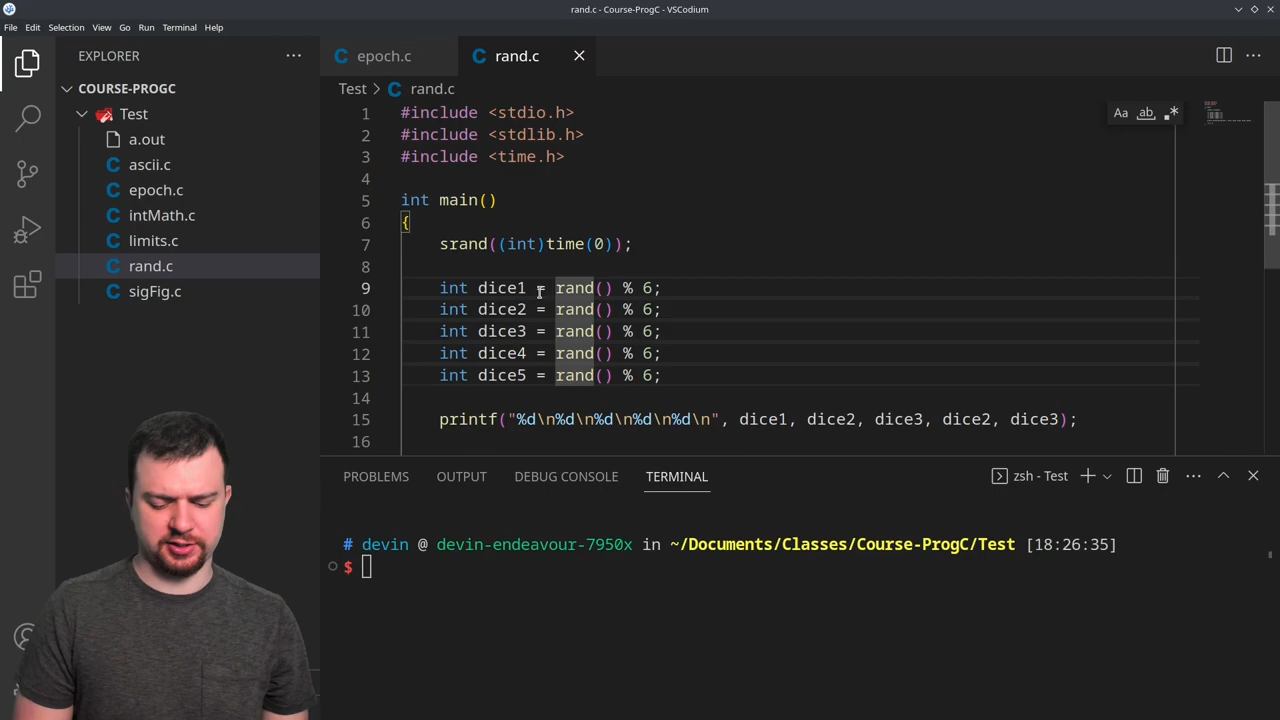 rand.c - Course-ProgC - VSCodium
File Edit Selection View Go Run Terminal Help
EXPLORER
COURSE-PROGC
Test
a.out
ascii.c
epoch.c
intMath.c
limits.c
rand.c
sigFig.c
epoch.c rand.c
Test > rand.c
Aa ab .*
1 #include <stdio.h>
2 #include <stdlib.h>
3 #include <time.h>
4
5 int main()
6 {
7 srand((int)time(0));
8
9 int dice1 = rand() % 6;
10 int dice2 = rand() % 6;
11 int dice3 = rand() % 6;
12 int dice4 = rand() % 6;
13 int dice5 = rand() % 6;
14
15 printf("%d\n%d\n%d\n%d\n%d\n", dice1, dice2, dice3, dice2, dice3);
16
PROBLEMS OUTPUT DEBUG CONSOLE TERMINAL
zsh - Test
# devin @ devin-endeavour-7950x in ~/Documents/Classes/Course-ProgC/Test [18:26:35]
$